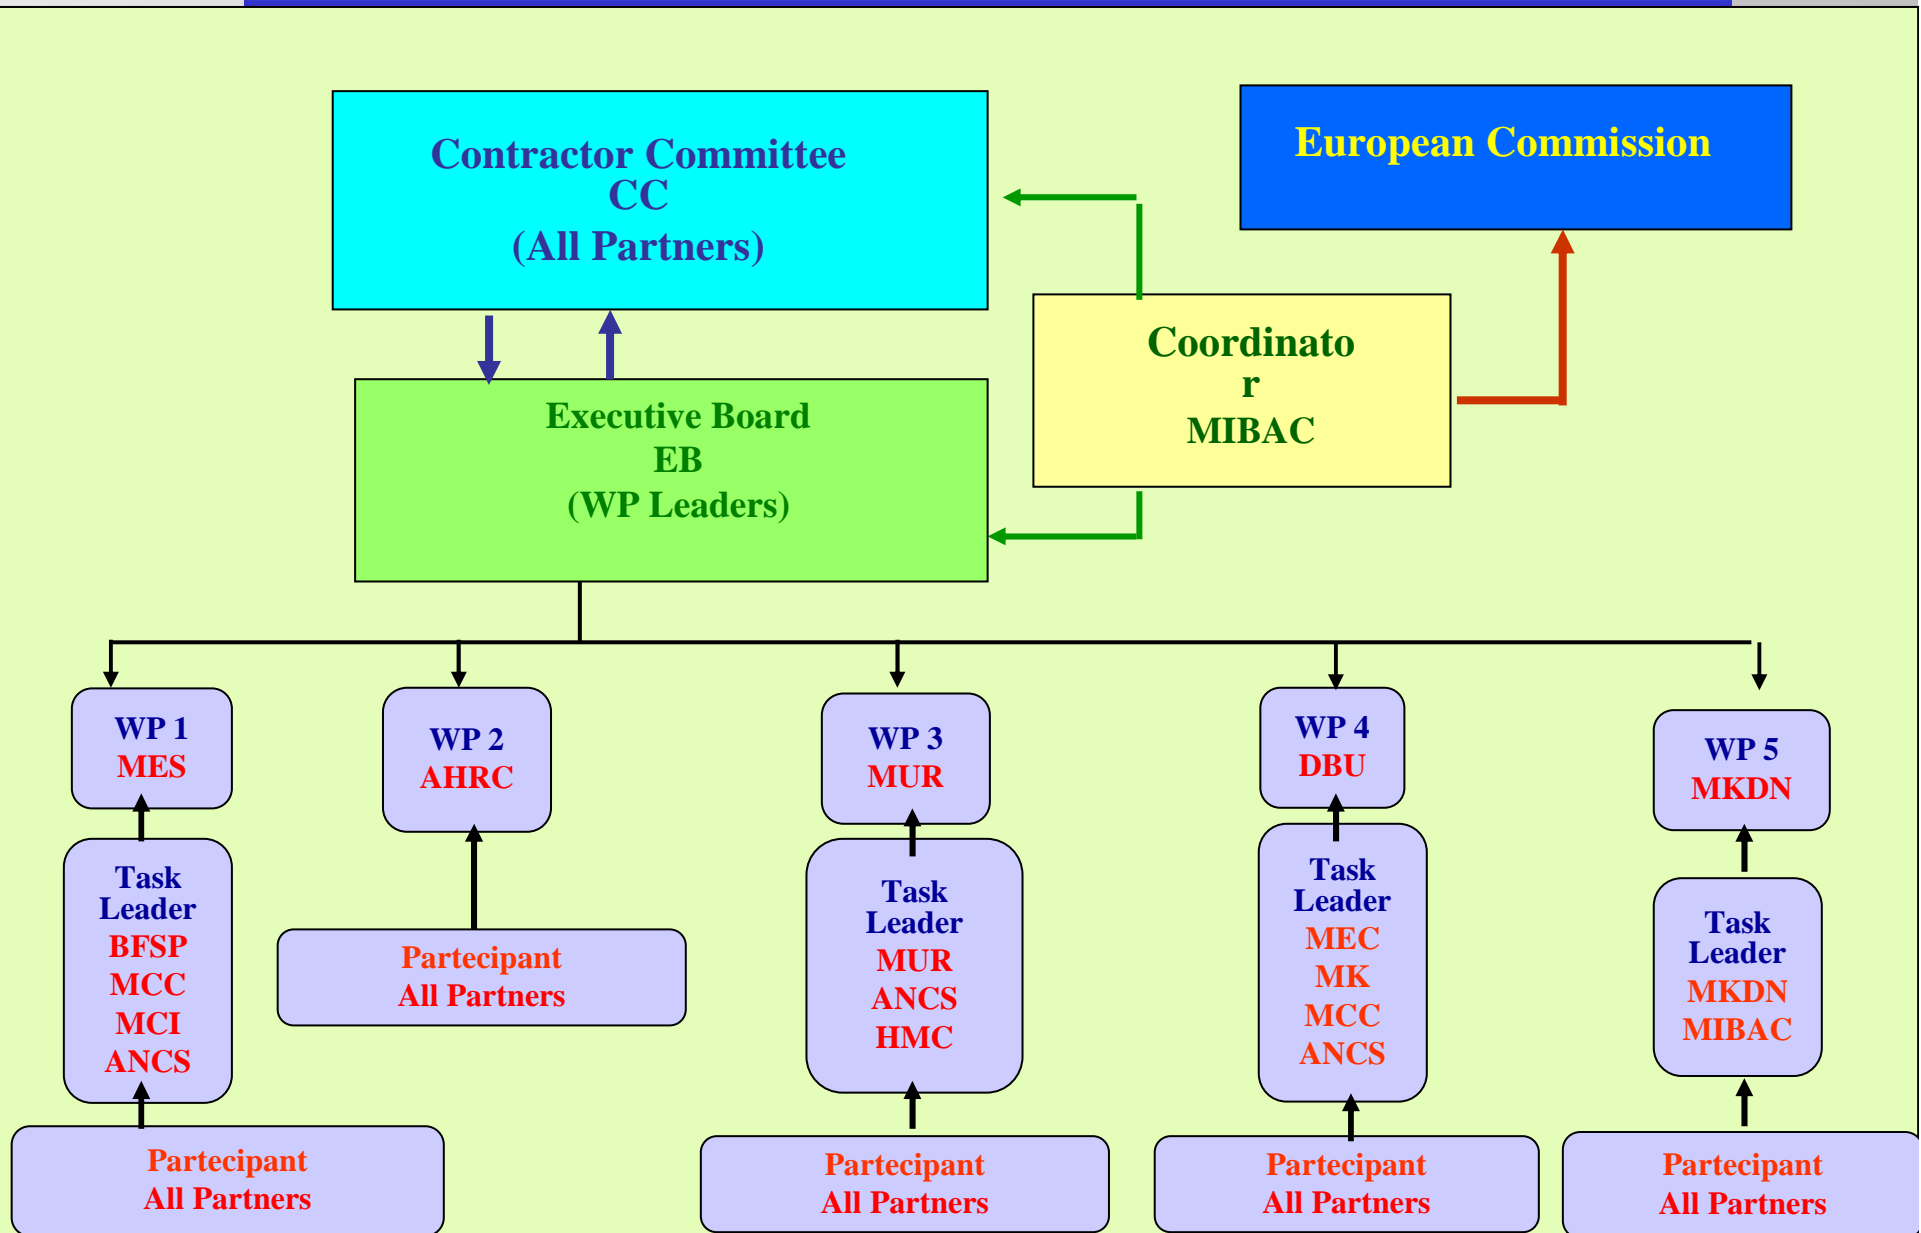 Contractor Committee
CC
(All Partners)
European Commission
Coordinato
r
MIBAC
Executive Board
EB
(WP Leaders)
WP 1
MES
WP 2
AHRC
WP 3
MUR
WP 4
DBU
WP 5
MKDN
Task
Leader
BFSP
MCC
MCI
ANCS
Partecipant
All Partners
Task
Leader
MUR
ANCS
HMC
Task
Leader
MEC
MK
MCC
ANCS
Task
Leader
MKDN
MIBAC
Partecipant
All Partners
Partecipant
All Partners
Partecipant
All Partners
Partecipant
All Partners